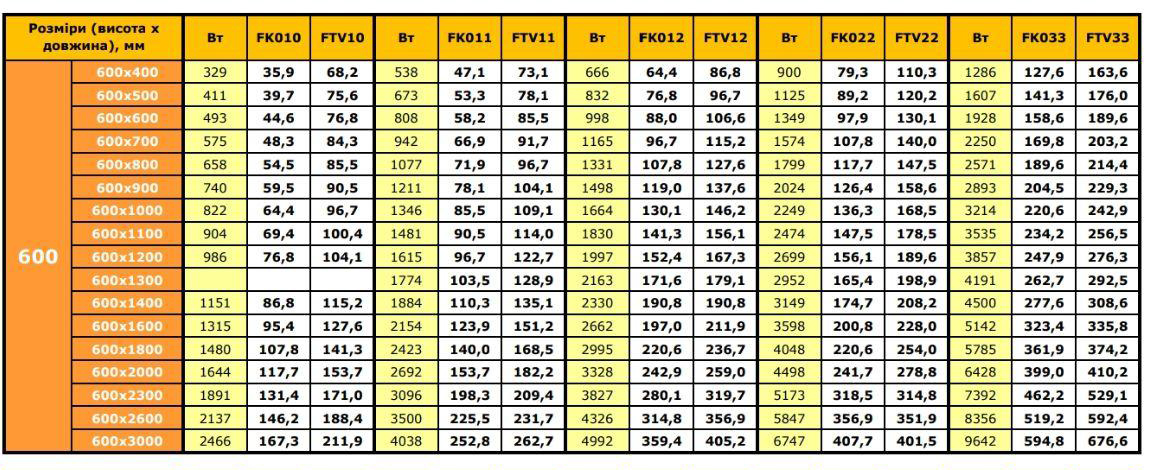 Розміри (висота х довжина), мм Вт FK010 FTV10 Вт FK011 FTV11 Вт FK012 FTV12 Вт FK022 FTV22 Вт FK033 FTV33
600
600x400 329 35,9 68,2 538 47,1 73,1 666 64,4 86,8 900 79,3 110,3 1286 127,6 163,6
600x500 411 39,7 75,6 673 53,3 78,1 832 76,8 96,7 1125 89,2 120,2 1607 141,3 176,0
600x600 493 44,6 76,8 808 58,2 85,5 998 88,0 106,6 1349 97,9 130,1 1928 158,6 189,6
600x700 575 48,3 84,3 942 66,9 91,7 1165 96,7 115,2 1574 107,8 140,0 2250 169,8 203,2
600x800 658 54,5 85,5 1077 71,9 96,7 1331 107,8 127,6 1799 117,7 147,5 2571 189,6 214,4
600x900 740 59,5 90,5 1211 78,1 104,1 1498 119,0 137,6 2024 126,4 158,6 2893 204,5 229,3
600x1000 822 64,4 96,7 1346 85,5 109,1 1664 130,1 146,2 2249 136,3 168,5 3214 220,6 242,9
600x1100 904 69,4 100,4 1481 90,5 114,0 1830 141,3 156,1 2474 147,5 178,5 3535 234,2 256,5
600x1200 986 76,8 104,1 1615 96,7 122,7 1997 152,4 167,3 2699 156,1 189,6 3857 247,9 276,3
600x1300 1774 103,5 128,9 2163 171,6 179,1 2952 165,4 198,9 4191 262,7 292,5
600x1400 1151 86,8 115,2 1884 110,3 135,1 2330 190,8 190,8 3149 174,7 208,2 4500 277,6 308,6
600x1600 1315 95,4 127,6 2154 123,9 151,2 2662 197,0 211,9 3598 200,8 228,0 5142 323,4 335,8
600x1800 1480 107,8 141,3 2423 140,0 168,5 2995 220,6 236,7 4048 220,6 254,0 5785 361,9 374,2
600x2000 1644 117,7 153,7 2692 153,7 182,2 3328 242,9 259,0 4498 241,7 278,8 6428 399,0 410,2
600x2300 1891 131,4 171,0 3096 198,3 209,4 3827 280,1 319,7 5173 318,5 314,8 7392 462,2 529,1
600x2600 2137 146,2 188,4 3500 225,5 231,7 4326 314,8 356,9 5847 356,9 351,9 8356 519,2 592,4
600x3000 2466 167,3 211,9 4038 252,8 262,7 4992 359,4 405,2 6747 407,7 401,5 9642 594,8 676,6